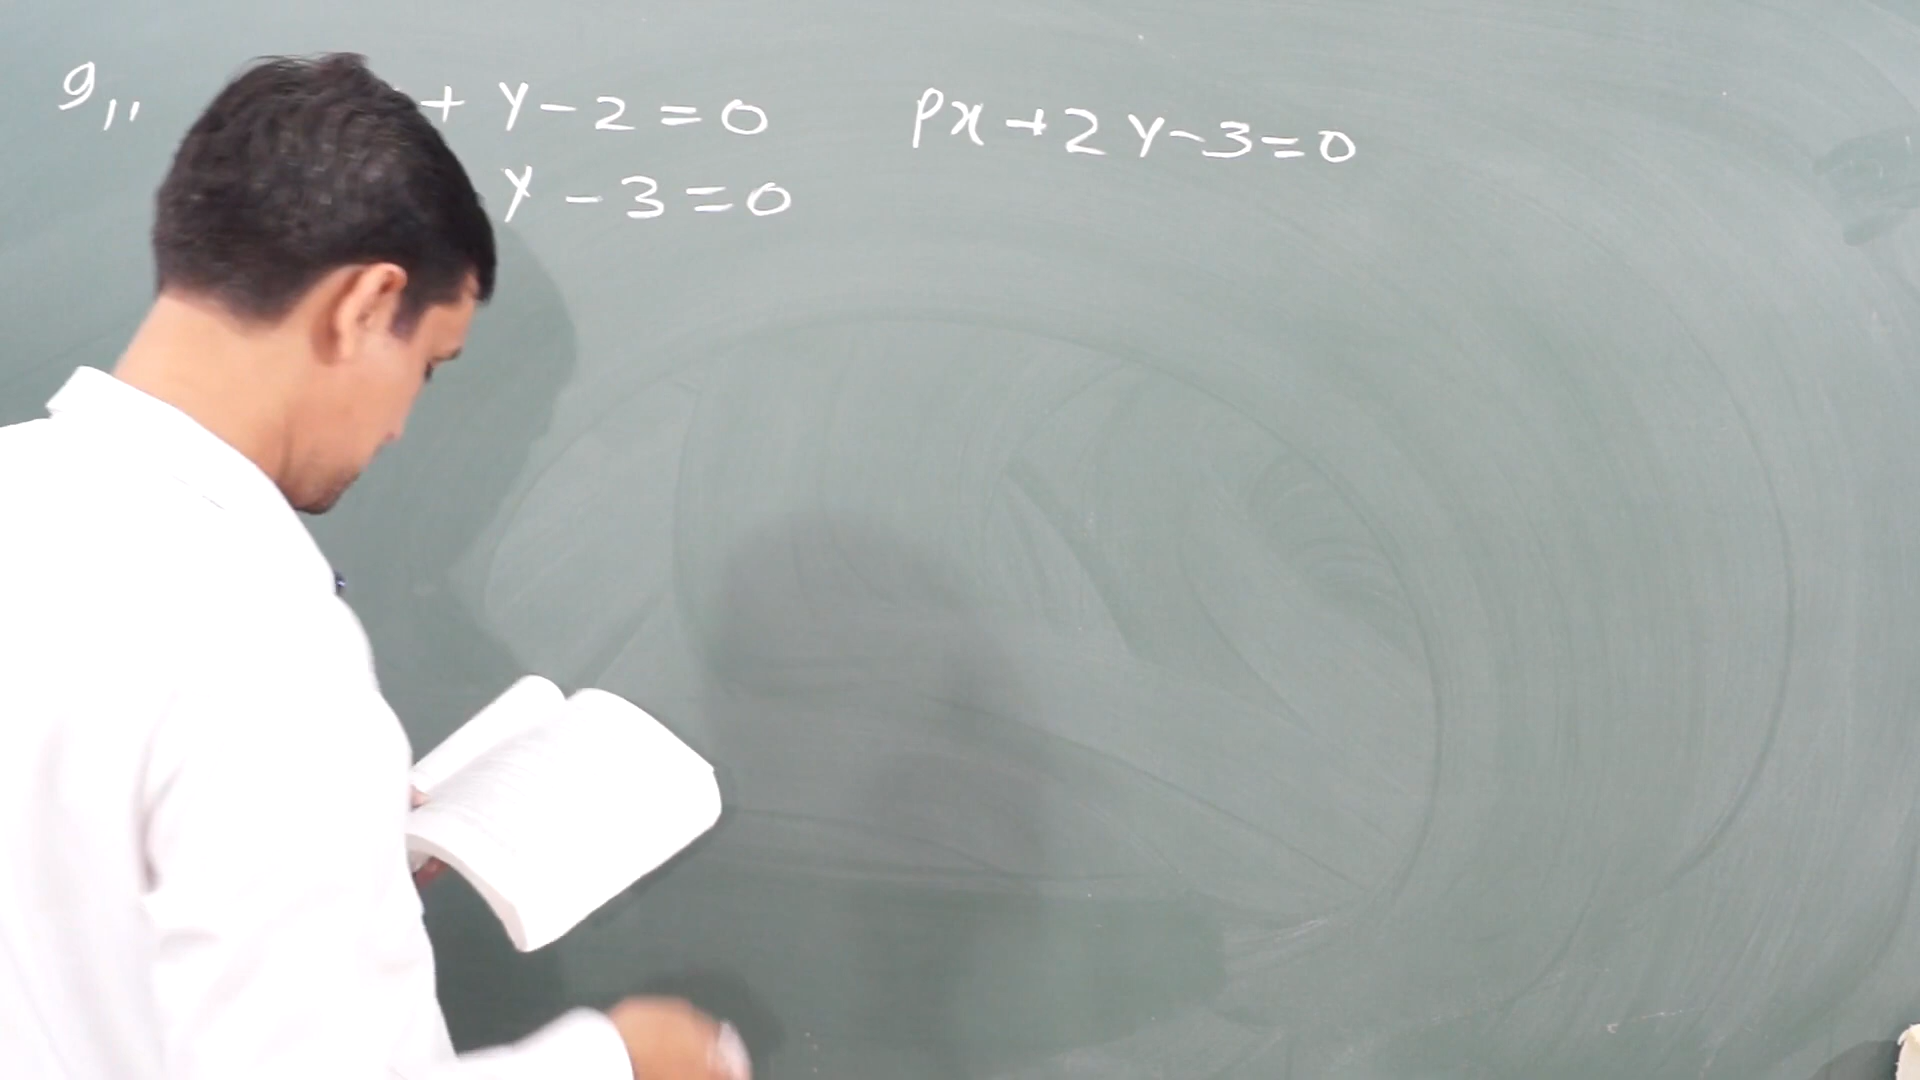 9,, + y - 2 = 0 px + 2y - 3 = 0
y - 3 = 0